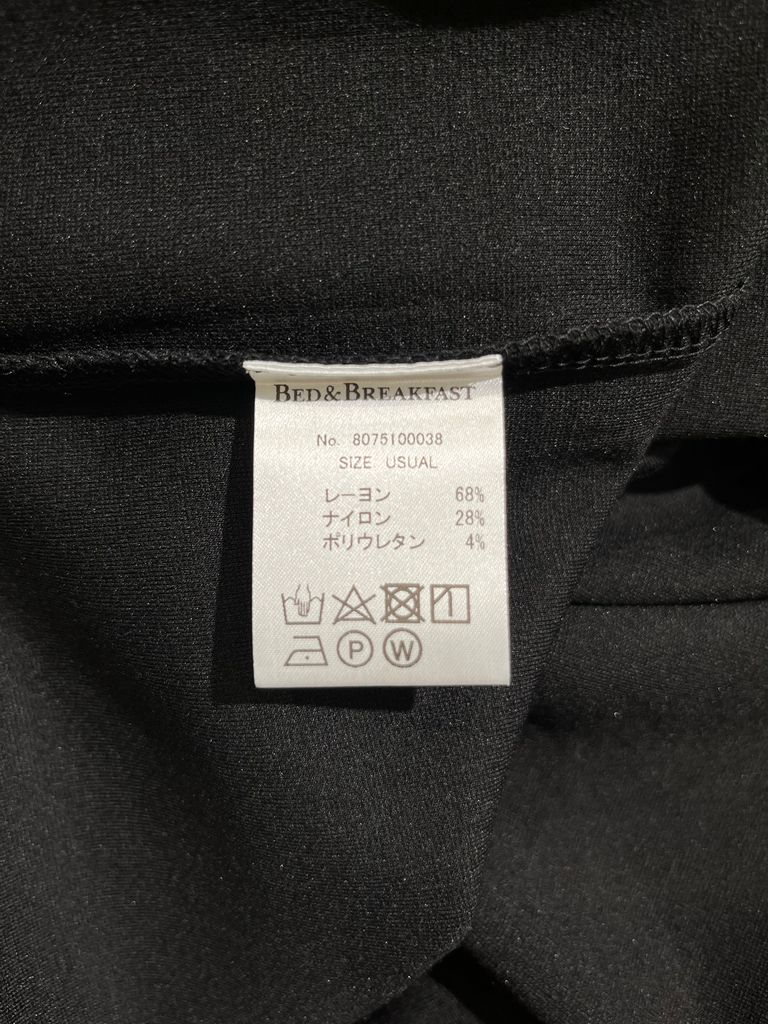 BED & BREAKFAST
No. 8075100038
SIZE USUAL
レーヨン 68%
ナイロン 28%
ポリウレタン 4%
P W